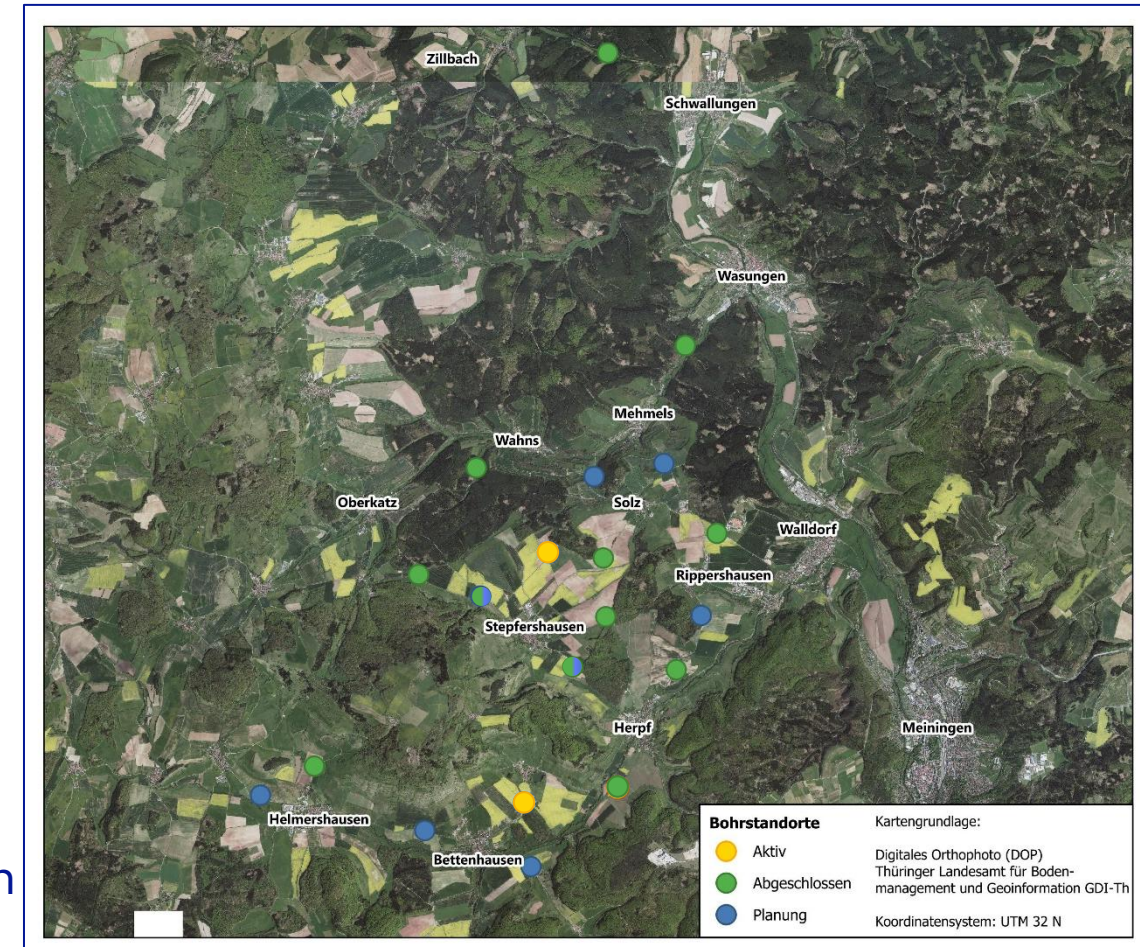 Zillbach
Schwallungen
Wasungen
Mehmels
Wahns
Oberkatz
Solz
Walldorf
Rippershausen
Stepfershausen
Herpf
Meiningen
Helmershausen
Bettenhausen
n
Bohrstandorte
Aktiv
Abgeschlossen
Planung
Kartengrundlage:
Digitales Orthophoto (DOP)
Thüringer Landesamt für Boden-
management und Geoinformation GDI-Th
Koordinatensystem: UTM 32 N